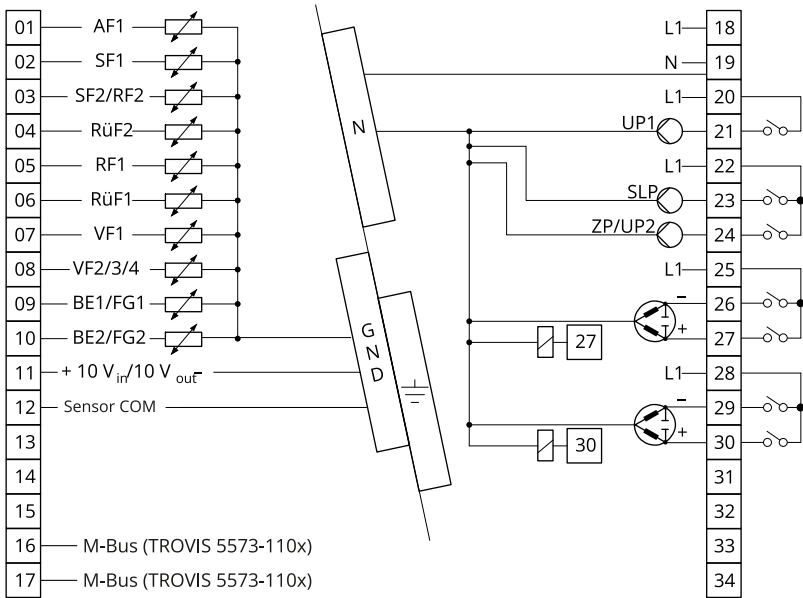 01 AF1
02 SF1
03 SF2/RF2
04 RüF2
05 RF1
06 RüF1
07 VF1
08 VF2/3/4
09 BE1/FG1
10 BE2/FG2
11 + 10 Vin/10 Vout–
12 Sensor COM
13
14
15
16 M-Bus (TROVIS 5573-110x)
17 M-Bus (TROVIS 5573-110x)
N
GND
L1 18
N 19
L1 20
UP1 21
L1 22
SLP 23
ZP/UP2 24
L1 25
– 26
+ 27
27
L1 28
– 29
+ 30
30
31
32
33
34